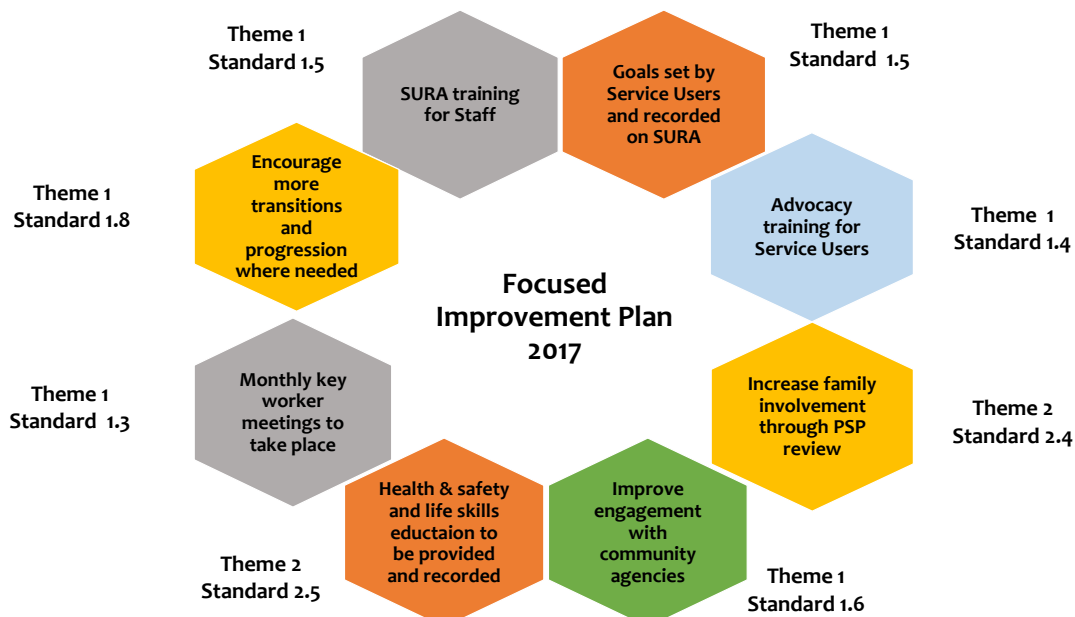 Theme 1
Standard 1.5
SURA training
for Staff
Goals set by
Service Users
and recorded
on SURA
Theme 1
Standard 1.5
Theme 1
Standard 1.8
Encourage
more
transitions
and
progression
where needed
Advocacy
training for
Service Users
Theme 1
Standard 1.4
Focused
Improvement Plan
2017
Theme 1
Standard 1.3
Monthly key
worker
meetings to
take place
Increase family
involvement
through PSP
review
Theme 2
Standard 2.4
Theme 2
Standard 2.5
Health & safety
and life skills
eductaion to
be provided
and recorded
Improve
engagement
with
community
agencies
Theme 1
Standard 1.6